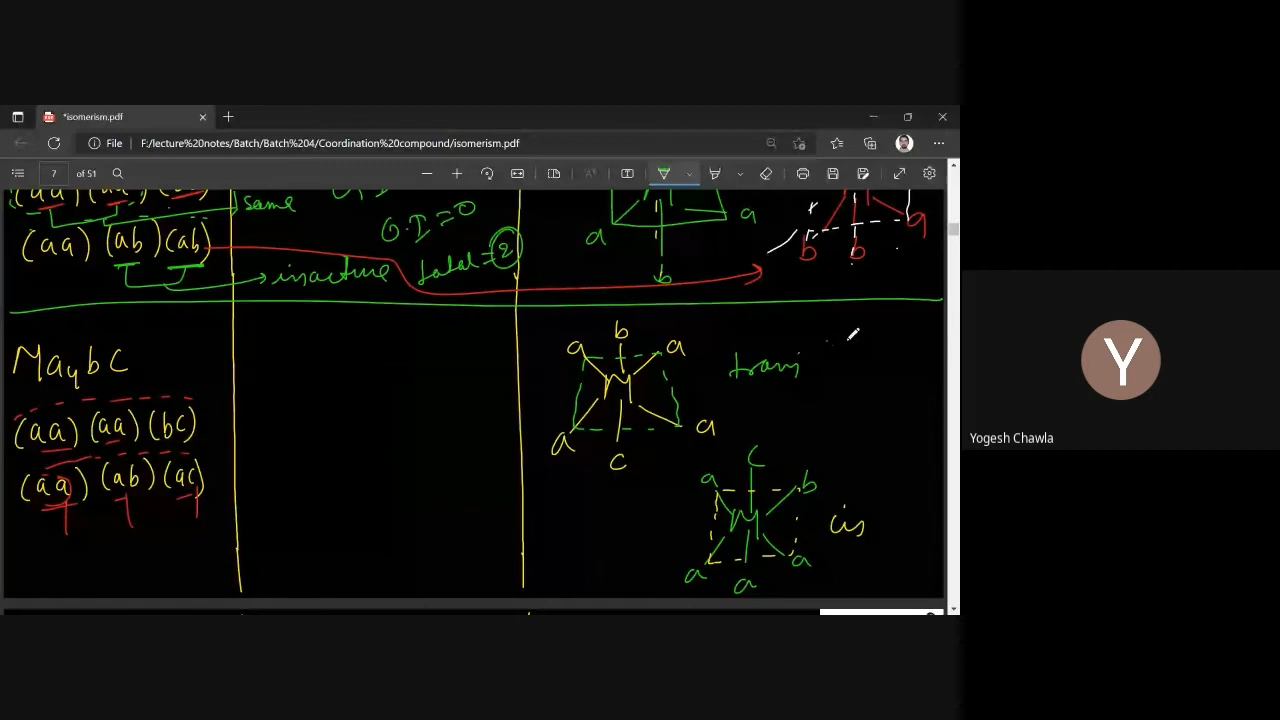 *isomerism.pdf
File F:/lecture%20notes/Batch/Batch%204/Coordination%20compound/isomerism.pdf
7 of 51
same
O.I = 0
(aa) (ab) (ab)
inactive total = 2
a a b
b b a
Ma4bC
(aa) (aa) (bc)
(aa) (ab) (ac)
b
a a
M
a a
c
trans
c
a b
M
a a
a
cis
Y
Yogesh Chawla